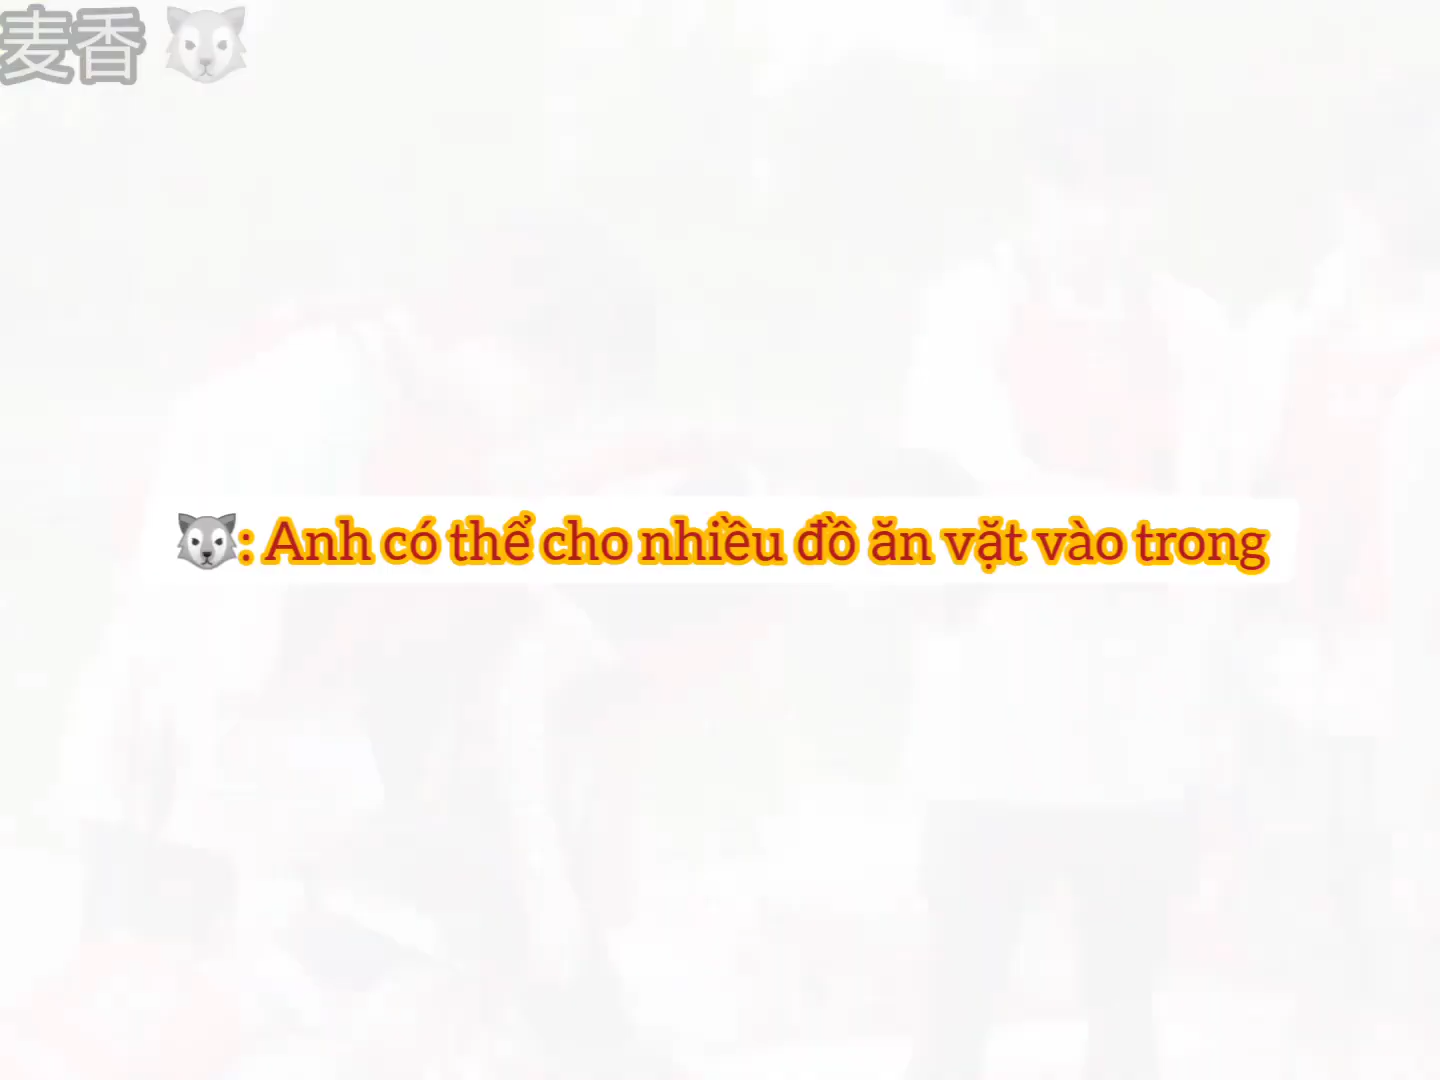 麦香 🐺
🐺: Anh có thể cho nhiều đồ ăn vặt vào trong